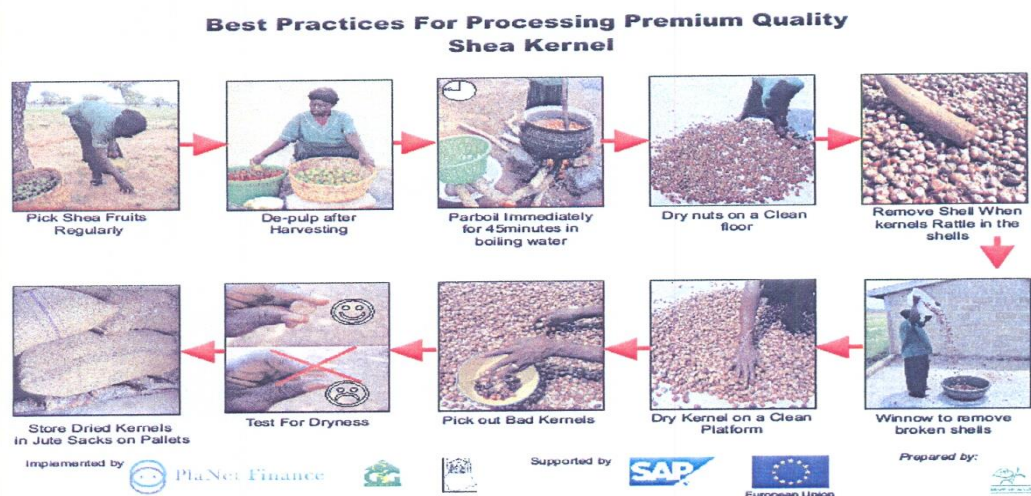 Best Practices For Processing Premium Quality
Shea Kernel
Pick Shea Fruits
Regularly
De-pulp after
Harvesting
Parboil Immediately
for 45minutes in
boiling water
Dry nuts on a Clean
floor
Remove Shell When
kernels Rattle in the
shells
Winnow to remove
broken shells
Dry Kernel on a Clean
Platform
Pick out Bad Kernels
Test For Dryness
Store Dried Kernels
in Jute Sacks on Pallets
Implemented by
PlaNet Finance
Supported by
SAP
European Union
Prepared by: